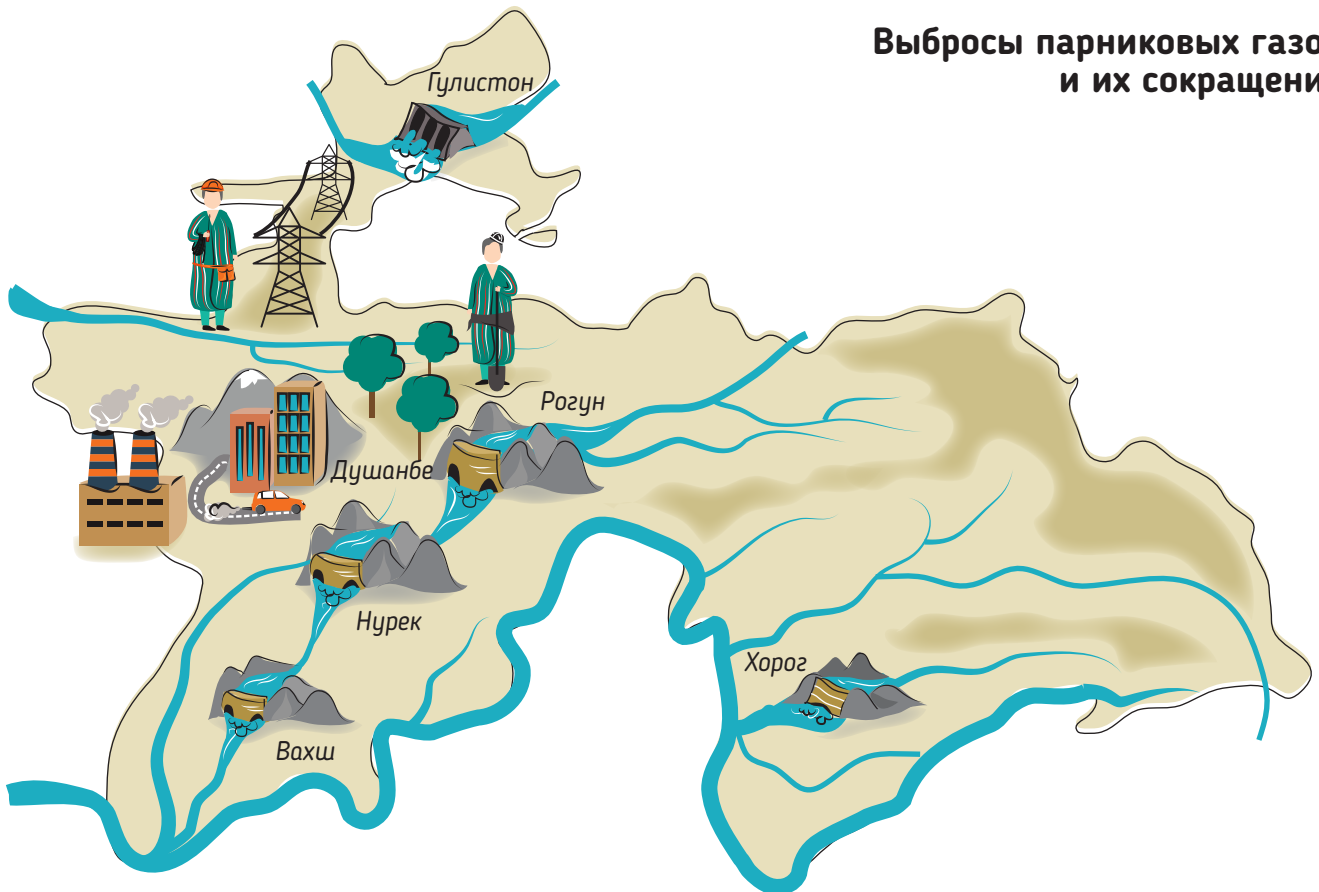 Выбросы парниковых газо
и их сокращени
Гулистон
Рогун
Душанбе
Нурек
Хорог
Вахш